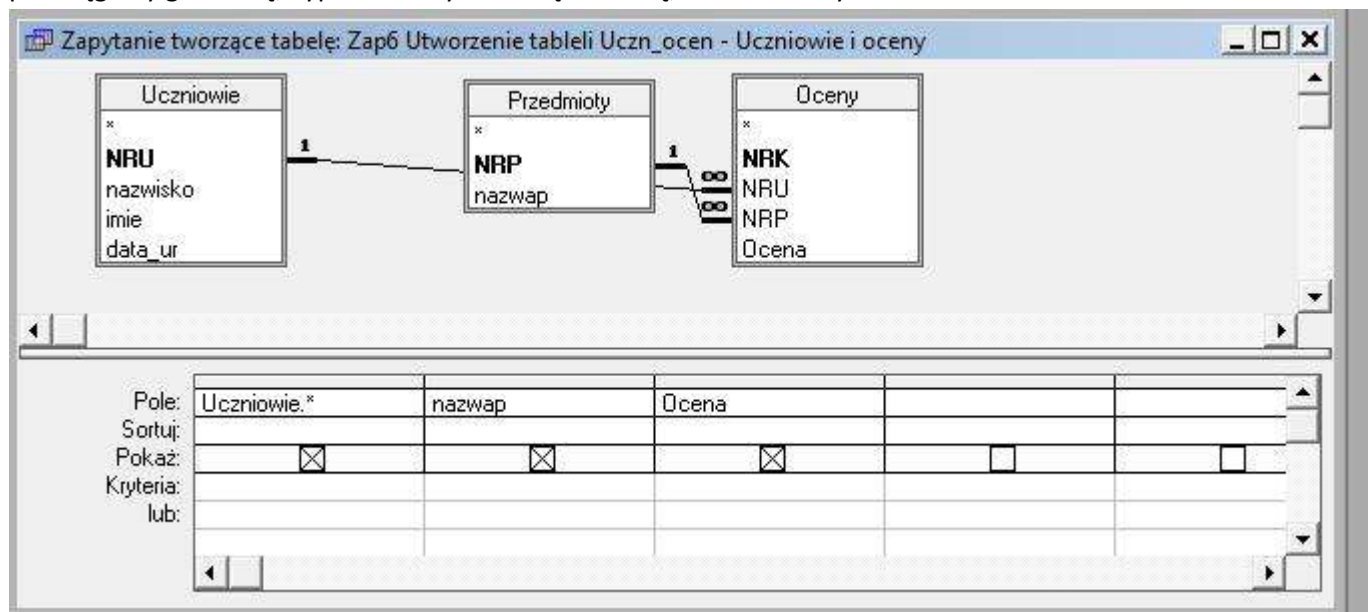 Zapytanie tworzące tabelę: Zap6 Utworzenie tableli Uczn_ocen - Uczniowie i oceny
Uczniowie
*
NRU
nazwisko
imie
data_ur
1
Przedmioty
*
NRP
nazwap
1
∞
∞
Oceny
*
NRK
NRU
NRP
Ocena
Pole: Uczniowie.* nazwap Ocena
Sortuj:
Pokaż:
Kryteria:
lub: